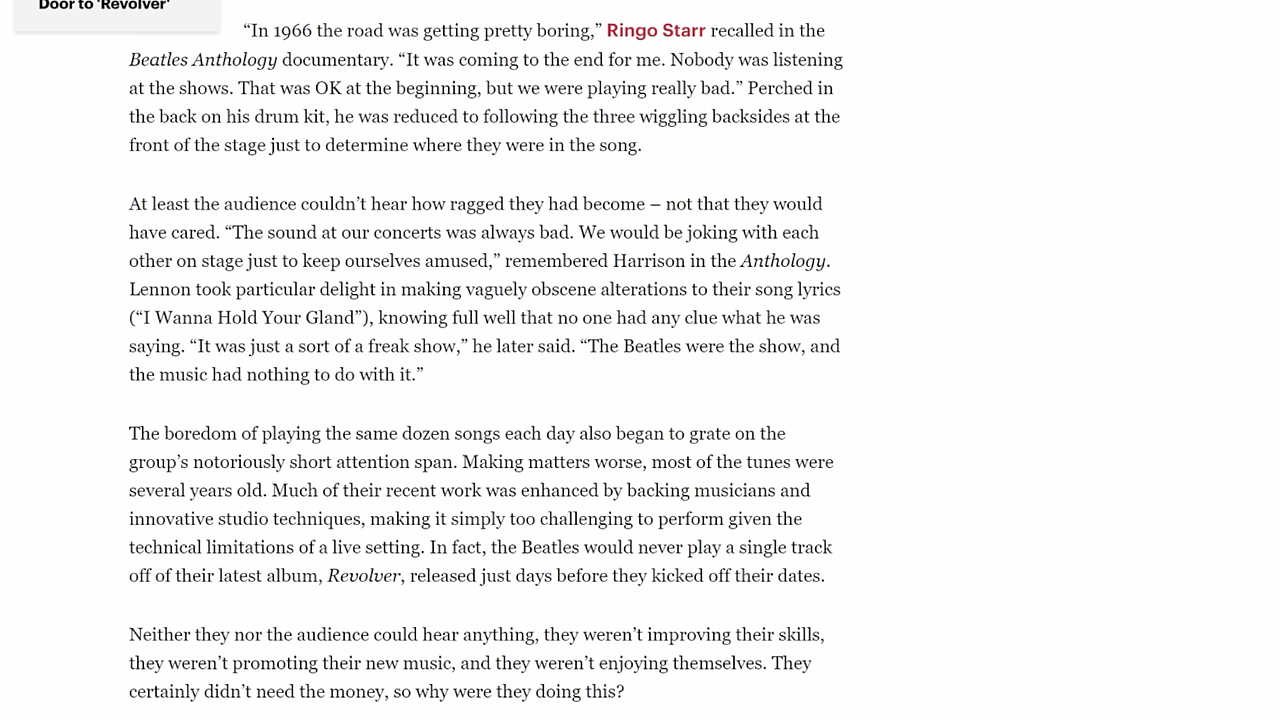 Door to 'Revolver'
“In 1966 the road was getting pretty boring,” Ringo Starr recalled in the
Beatles Anthology documentary. “It was coming to the end for me. Nobody was listening
at the shows. That was OK at the beginning, but we were playing really bad.” Perched in
the back on his drum kit, he was reduced to following the three wiggling backsides at the
front of the stage just to determine where they were in the song.
At least the audience couldn’t hear how ragged they had become – not that they would
have cared. “The sound at our concerts was always bad. We would be joking with each
other on stage just to keep ourselves amused,” remembered Harrison in the Anthology.
Lennon took particular delight in making vaguely obscene alterations to their song lyrics
(“I Wanna Hold Your Gland”), knowing full well that no one had any clue what he was
saying. “It was just a sort of a freak show,” he later said. “The Beatles were the show, and
the music had nothing to do with it.”
The boredom of playing the same dozen songs each day also began to grate on the
group’s notoriously short attention span. Making matters worse, most of the tunes were
several years old. Much of their recent work was enhanced by backing musicians and
innovative studio techniques, making it simply too challenging to perform given the
technical limitations of a live setting. In fact, the Beatles would never play a single track
off of their latest album, Revolver, released just days before they kicked off their dates.
Neither they nor the audience could hear anything, they weren’t improving their skills,
they weren’t promoting their new music, and they weren’t enjoying themselves. They
certainly didn’t need the money, so why were they doing this?